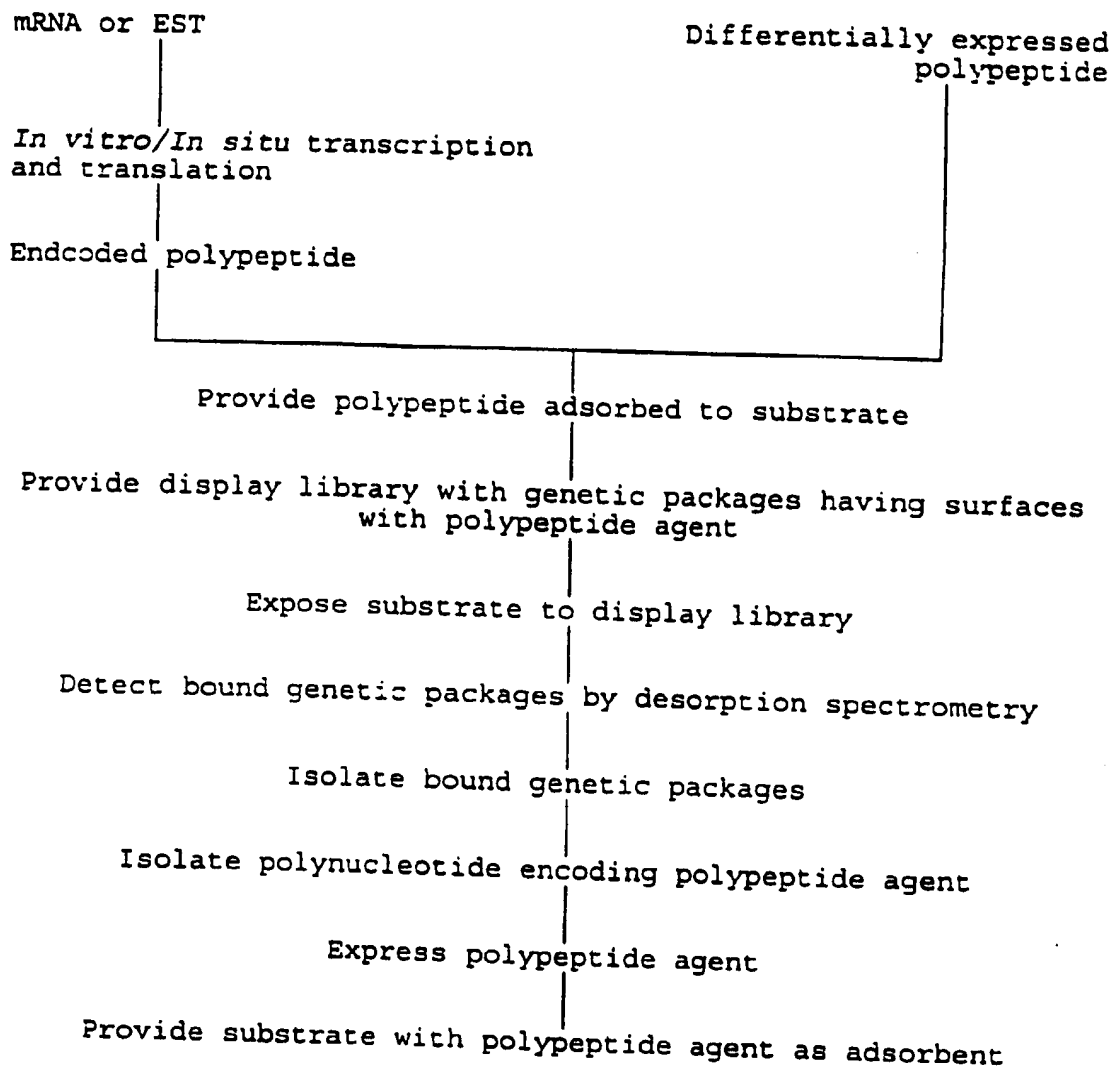 mRNA or EST
Differentially expressed
polypeptide
In vitro/In situ transcription
and translation
Endcoded polypeptide
Provide polypeptide adsorbed to substrate
Provide display library with genetic packages having surfaces
with polypeptide agent
Expose substrate to display library
Detect bound genetic packages by desorption spectrometry
Isolate bound genetic packages
Isolate polynucleotide encoding polypeptide agent
Express polypeptide agent
Provide substrate with polypeptide agent as adsorbent